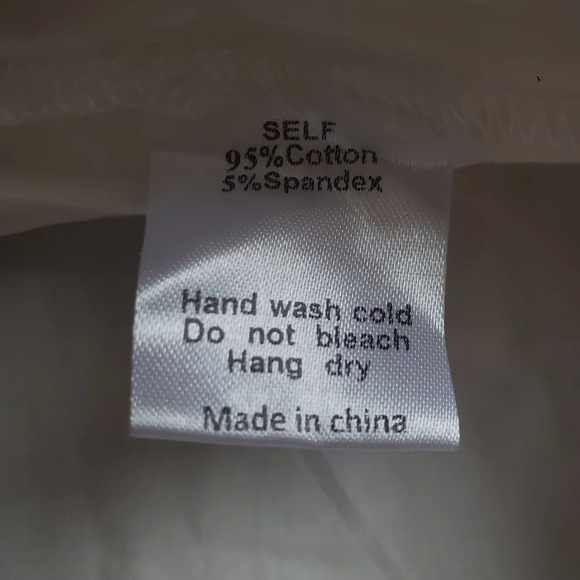 SELF
95%Cotton
5%Spandex
Hand wash cold
Do not bleach
Hang dry
Made in china